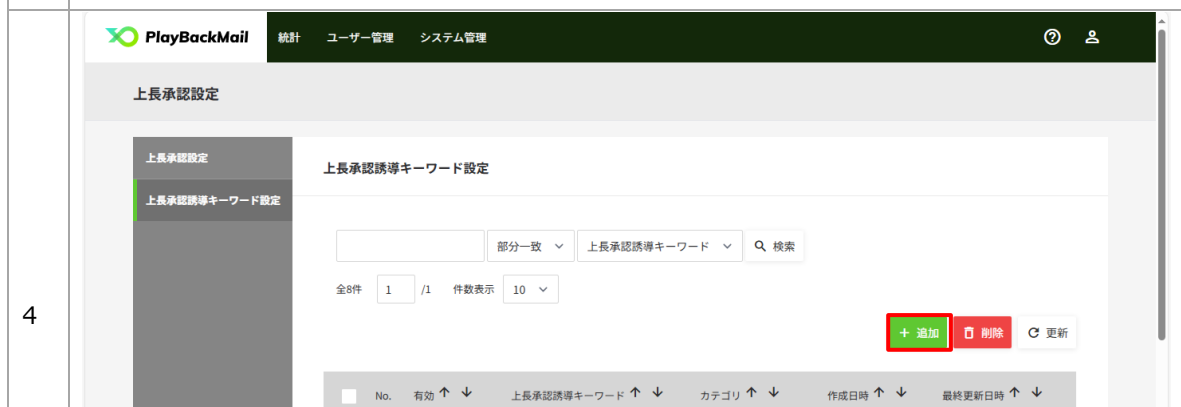 PlayBackMail 統計 ユーザー管理 システム管理
上長承認設定
上長承認設定
上長承認誘導キーワード設定
上長承認誘導キーワード設定
部分一致 上長承認誘導キーワード 検索
全8件 1 /1 件数表示 10
4
+ 追加 削除 更新
No. 有効 ↑ ↓ 上長承認誘導キーワード ↑ ↓ カテゴリ ↑ ↓ 作成日時 ↑ ↓ 最終更新日時 ↑ ↓